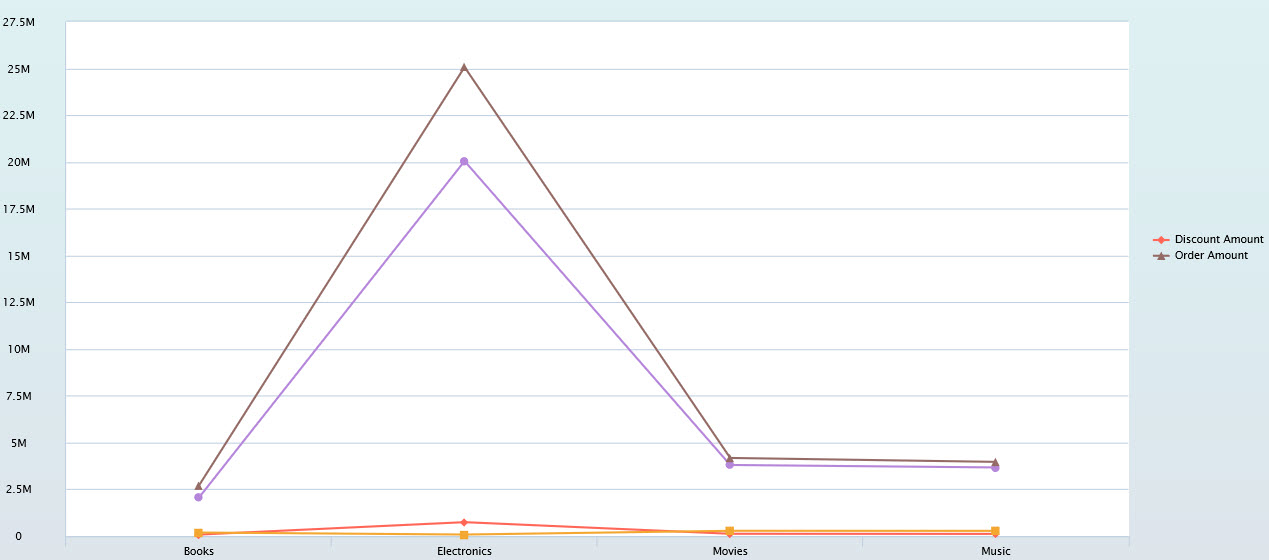 27.5M
25M
22.5M
20M
17.5M
15M
12.5M
10M
7.5M
5M
2.5M
0
Books Electronics Movies Music
Discount Amount
Order Amount